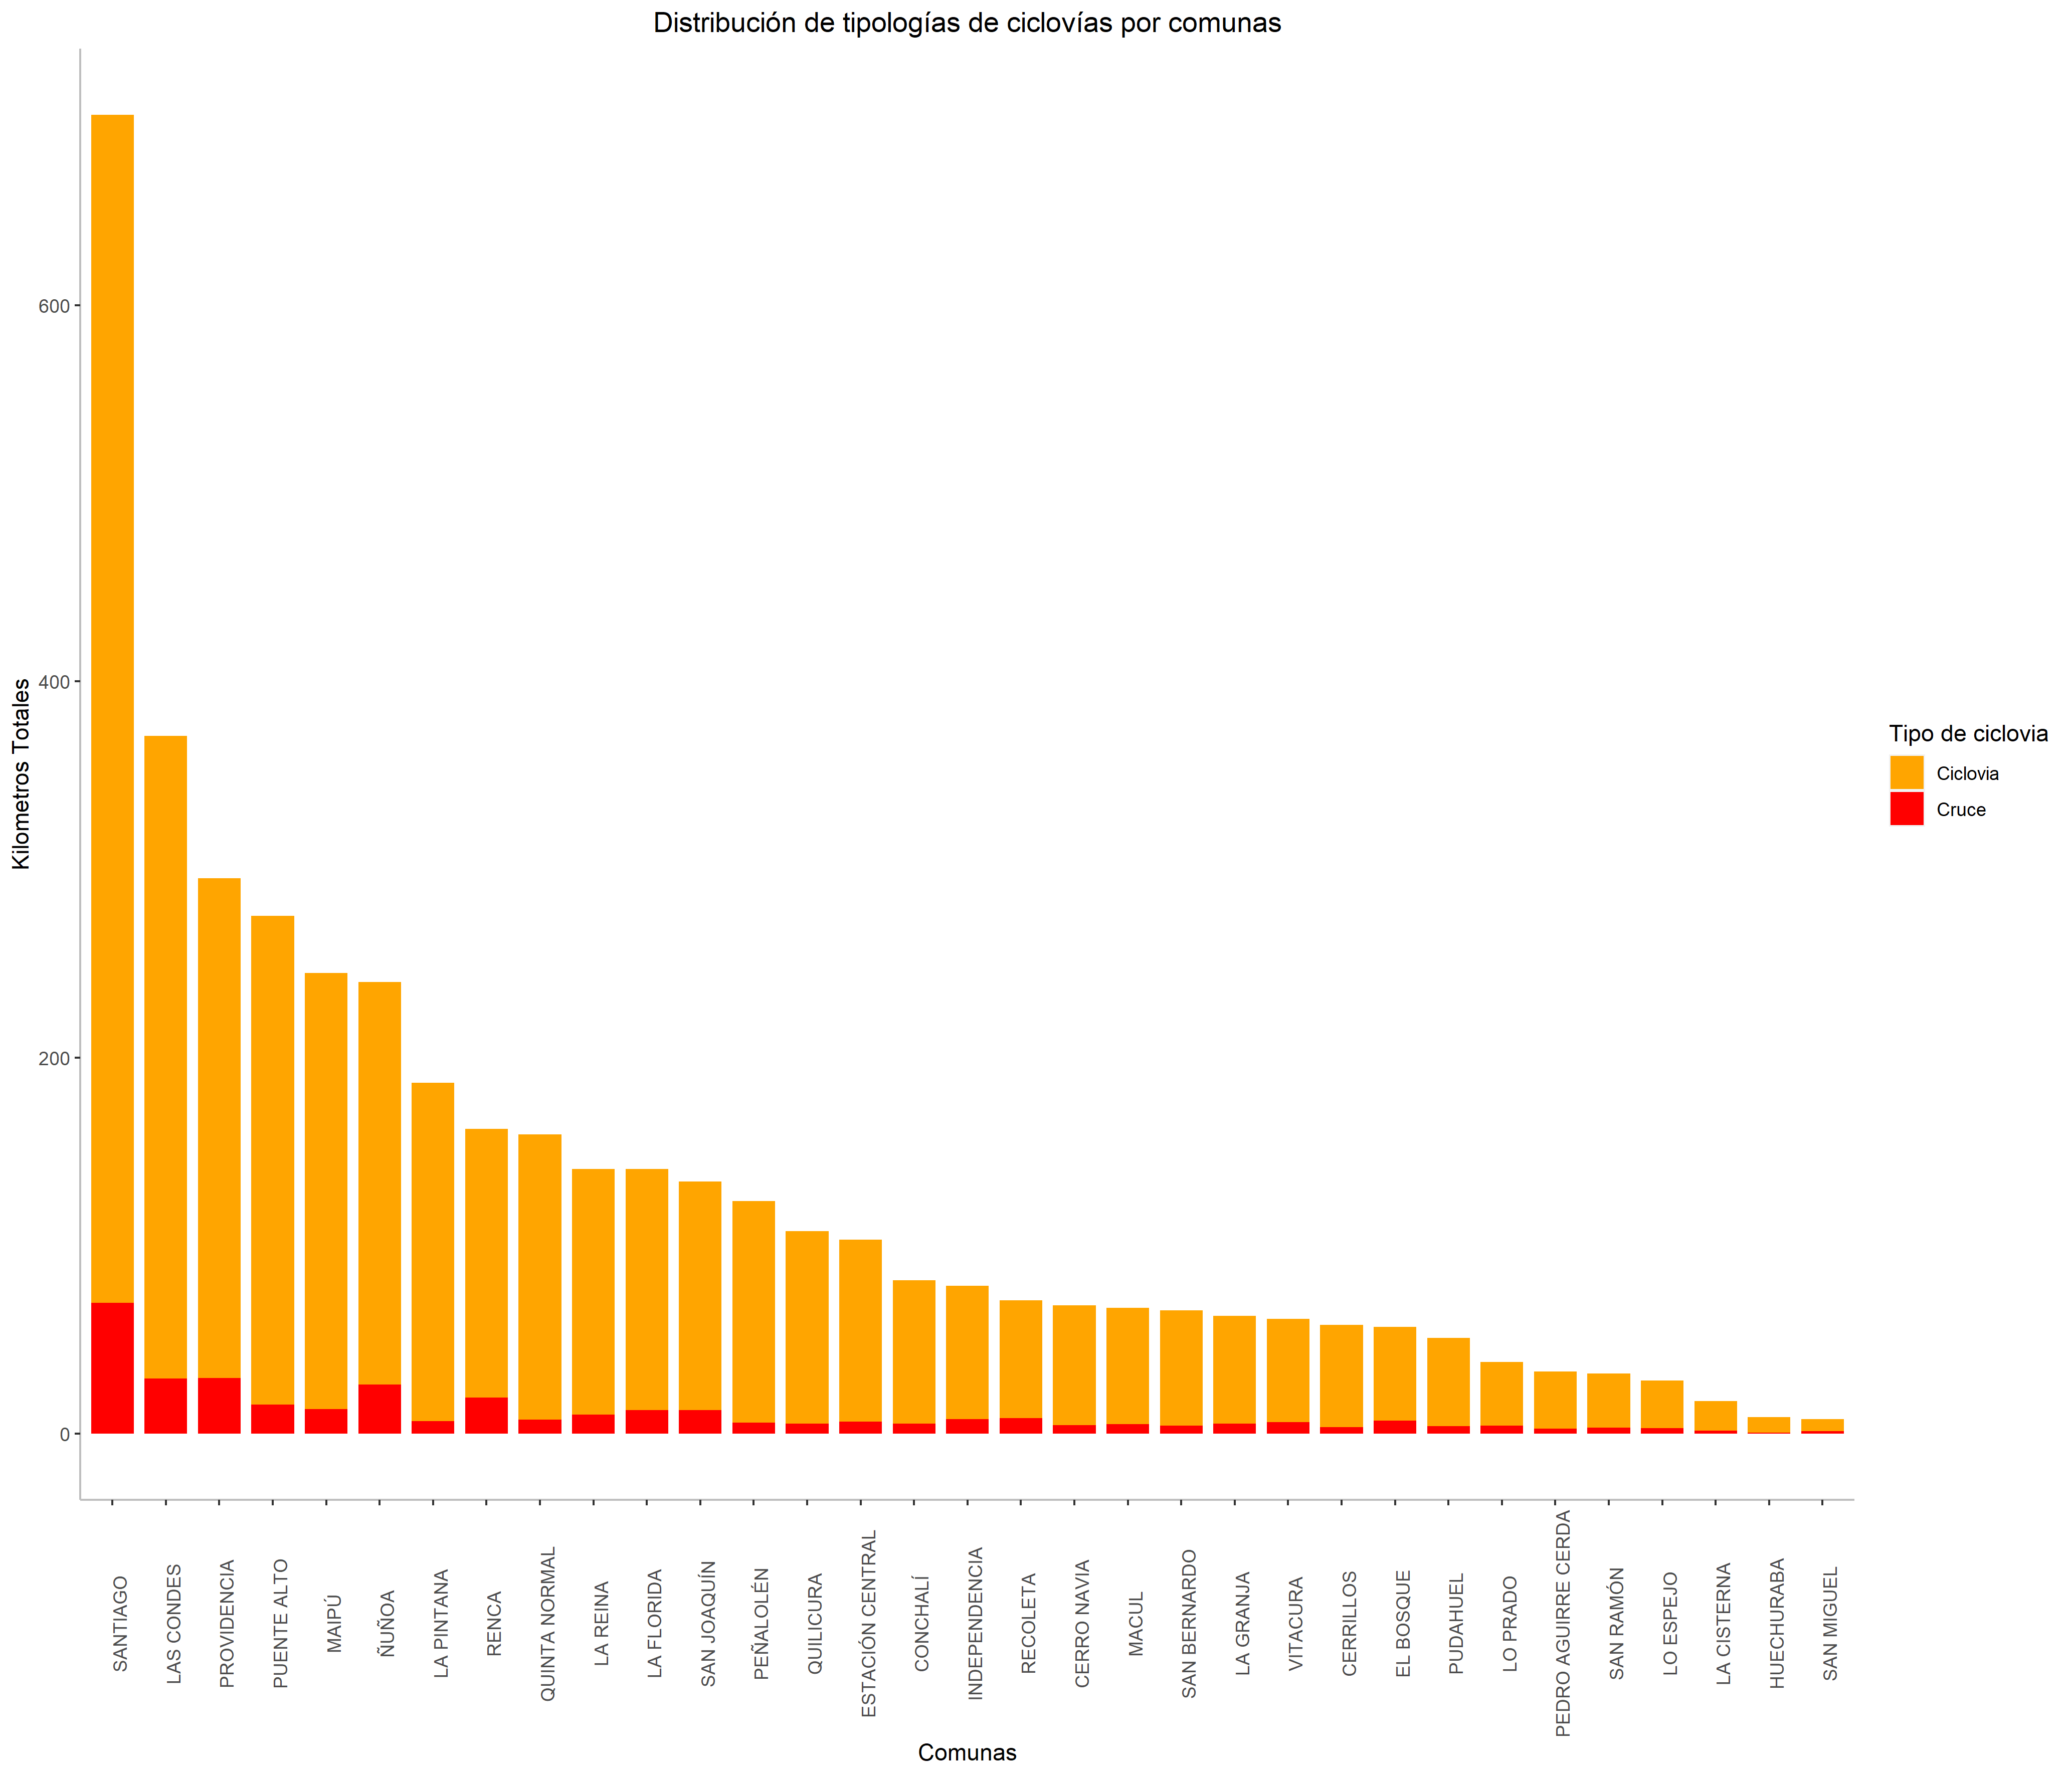 Distribución de tipologías de ciclovías por comunas
Kilometros Totales
600
400
200
0
Tipo de ciclovia
Ciclovia
Cruce
SANTIAGO
LAS CONDES
PROVIDENCIA
PUENTE ALTO
MAIPÚ
ÑUÑOA
LA PINTANA
RENCA
QUINTA NORMAL
LA REINA
LA FLORIDA
SAN JOAQUÍN
PEÑALOLÉN
QUILICURA
ESTACIÓN CENTRAL
CONCHALÍ
INDEPENDENCIA
RECOLETA
CERRO NAVIA
MACUL
SAN BERNARDO
LA GRANJA
VITACURA
CERRILLOS
EL BOSQUE
PUDAHUEL
LO PRADO
PEDRO AGUIRRE CERDA
SAN RAMÓN
LO ESPEJO
LA CISTERNA
HUECHURABA
SAN MIGUEL
Comunas